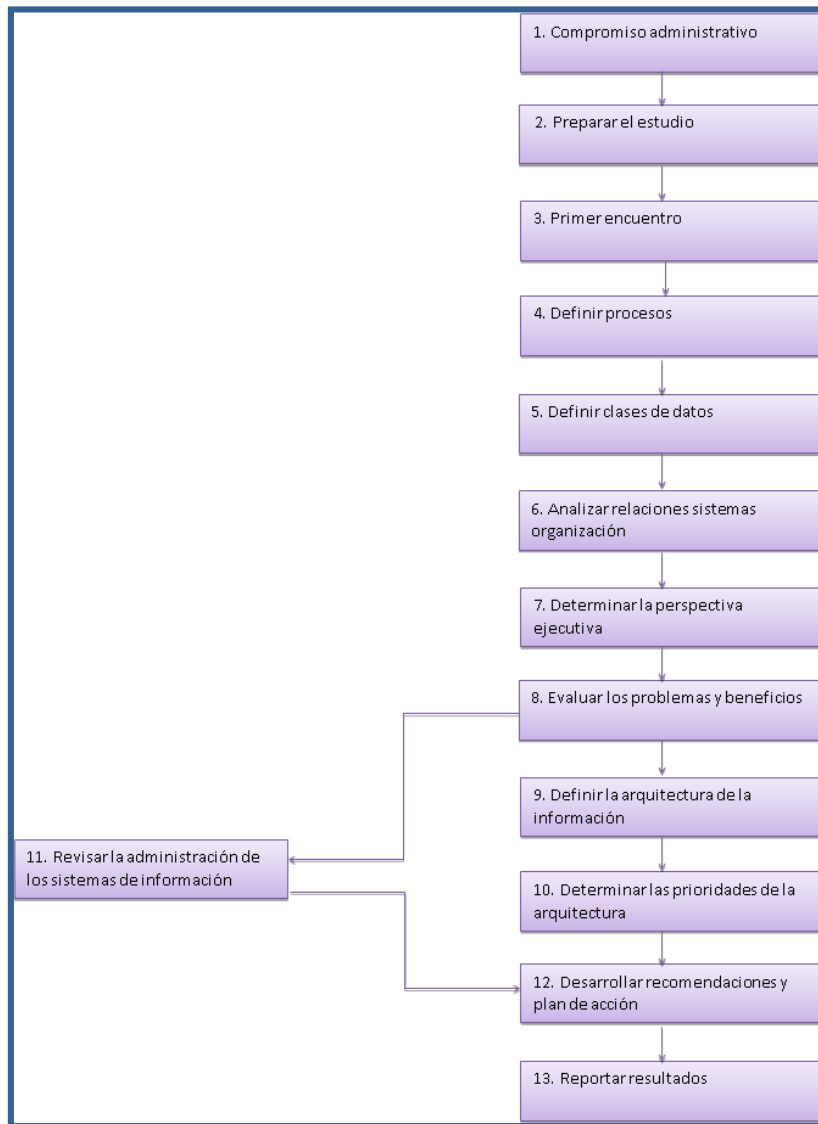 1. Compromiso administrativo
2. Preparar el estudio
3. Primer encuentro
4. Definir procesos
5. Definir clases de datos
6. Analizar relaciones sistemas
organización
7. Determinar la perspectiva
ejecutiva
8. Evaluar los problemas y beneficios
9. Definir la arquitectura de la
información
10. Determinar las prioridades de la
arquitectura
11. Revisar la administración de
los sistemas de información
12. Desarrollar recomendaciones y
plan de acción
13. Reportar resultados